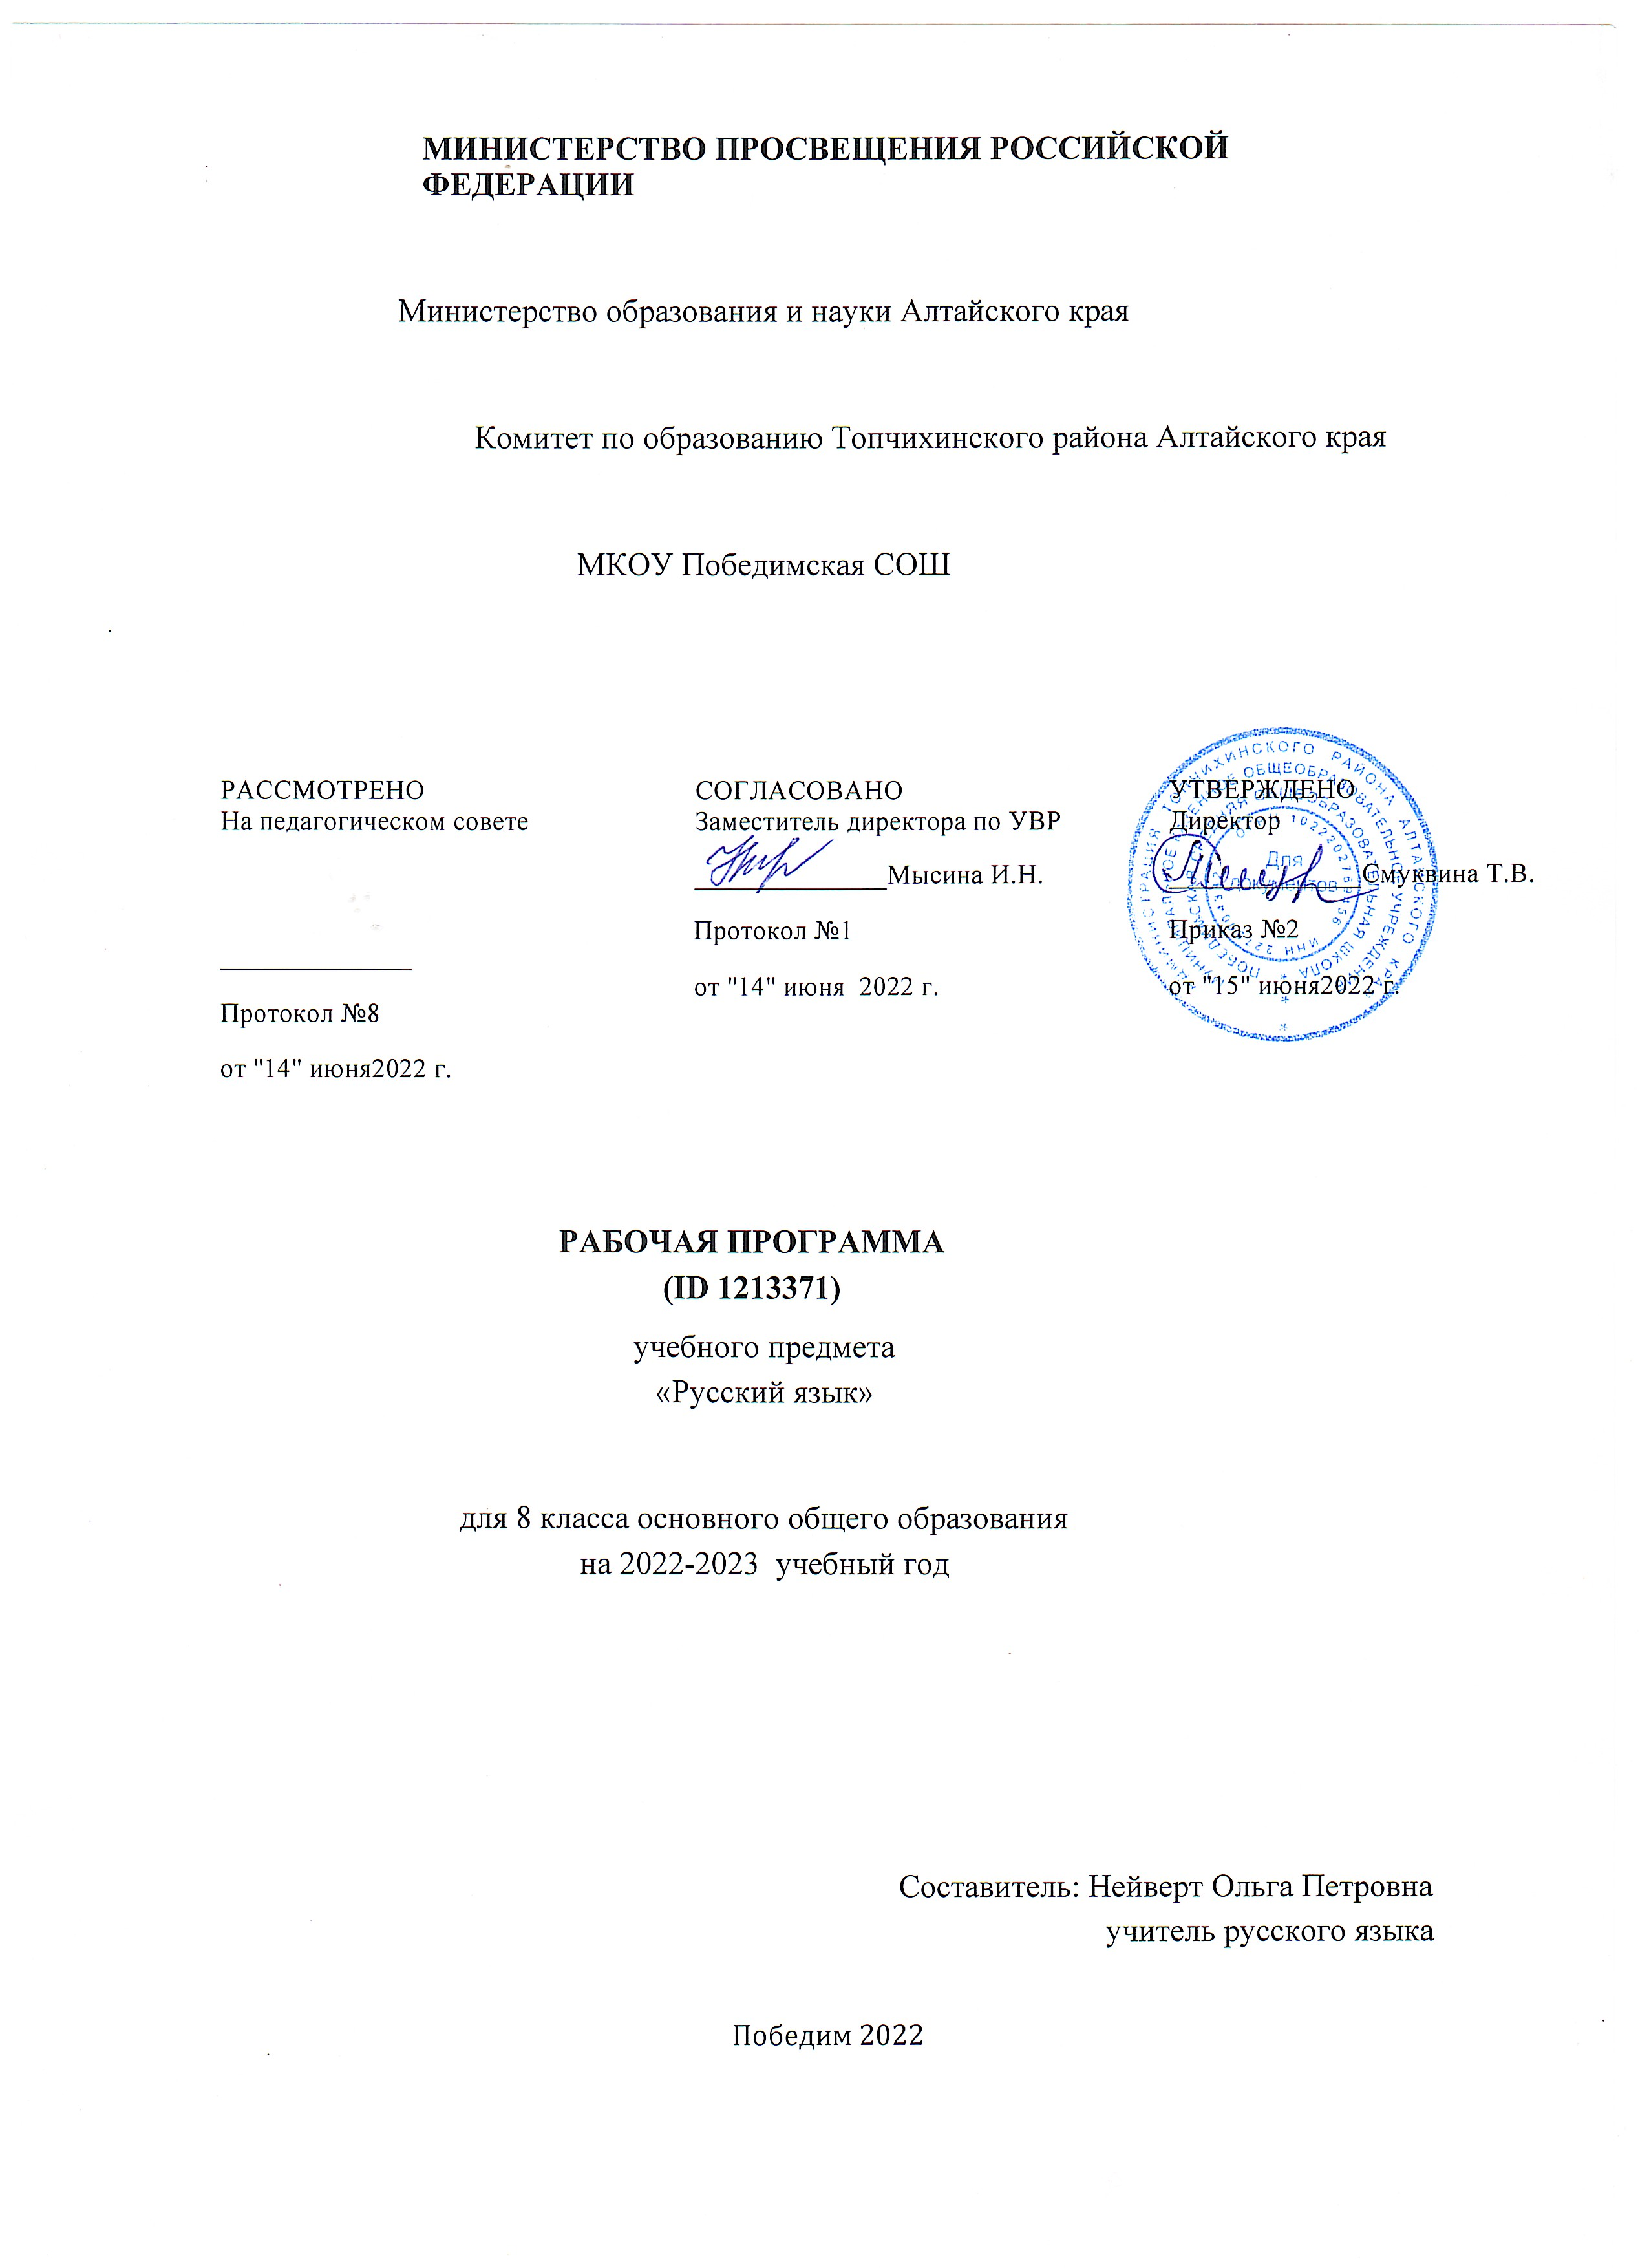 МИНИСТЕРСТВО ПРОСВЕЩЕНИЯ РОССИЙСКОЙ
ФЕДЕРАЦИИ
Министерство образования и науки Алтайского края
Комитет по образованию Топчихинского района Алтайского края
МКОУ Победимская СОШ
РАССМОТРЕНО
На педагогическом совете
Протокол №8
от "14" июня2022 г.
СОГЛАСОВАНО
Заместитель директора по УВР
Мысина И.Н.
Протокол №1
от "14" июня 2022 г.
УТВЕРЖДЕНО
Директор
Смуквина Т.В.
Приказ №2
от "15" июня2022 г.
Для
документов
РАБОЧАЯ ПРОГРАММА
(ID 1213371)
учебного предмета
«Русский язык»
для 8 класса основного общего образования
на 2022-2023 учебный год
Составитель: Нейверт Ольга Петровна
учитель русского языка
Победим 2022